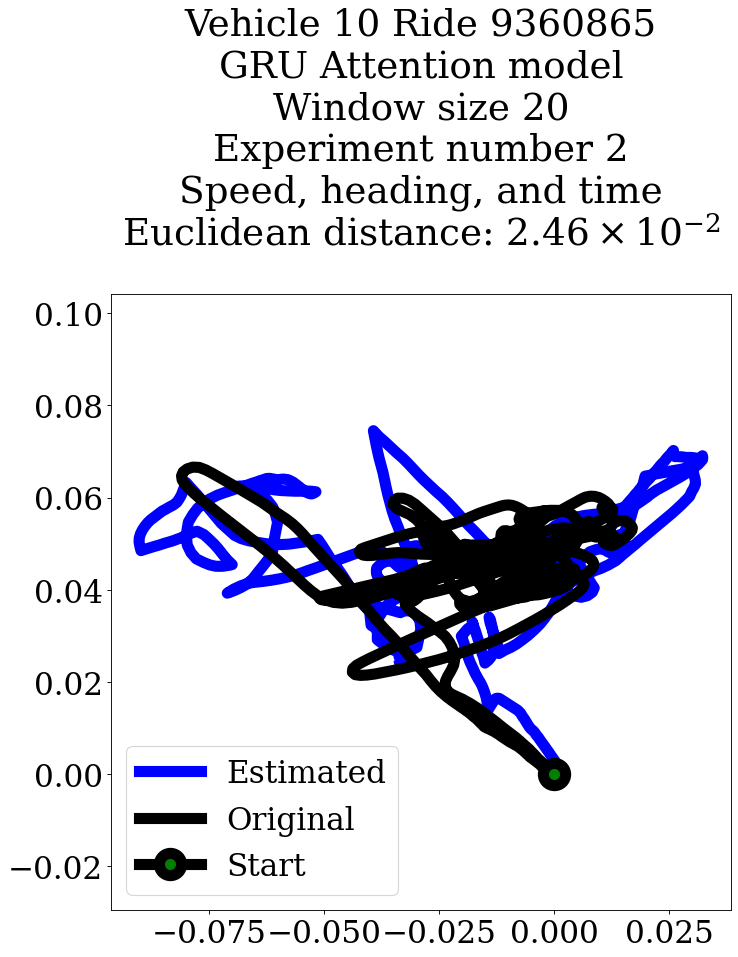 Vehicle 10 Ride 9360865
GRU Attention model
Window size 20
Experiment number 2
Speed, heading, and time
Euclidean distance: 2.46 × 10⁻²
0.10
0.08
0.06
0.04
0.02
0.00
−0.02
Estimated
Original
Start
−0.075 −0.050 −0.025 0.000 0.025